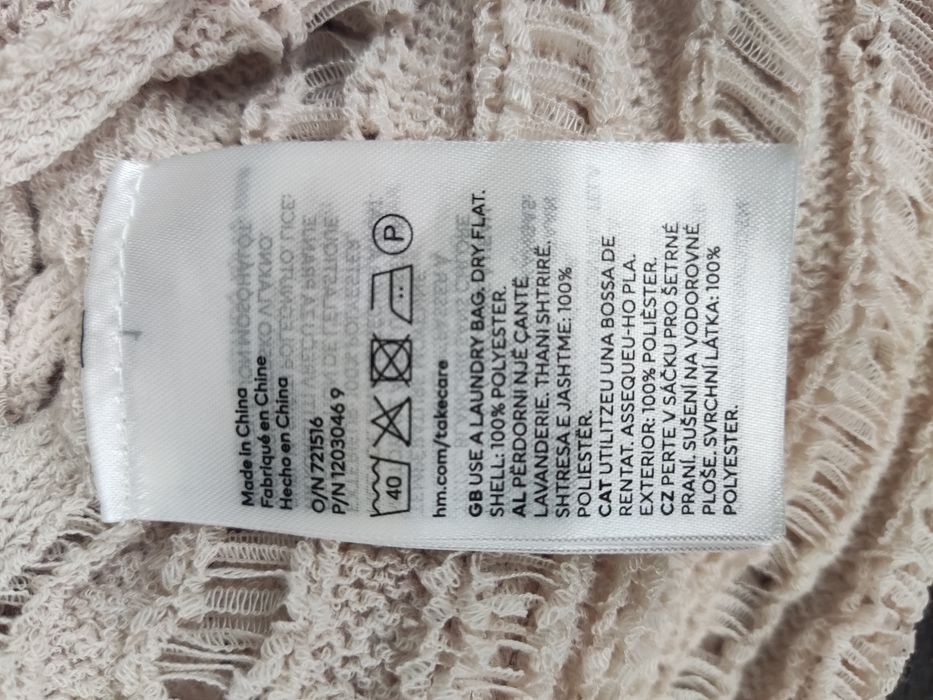 Made in China
Fabriqué en Chine
Hecho en China
O/N 721516
P/N 1203046 9
40
P
hm.com/takecare
GB USE A LAUNDRY BAG. DRY FLAT.
SHELL: 100% POLYESTER.
AL PËRDORNI NJË ÇANTË
LAVANDERIE. THANI SHTRIRË.
SHTRESA E JASHTME: 100%
POLIESTËR.
CAT UTILITZEU UNA BOSSA DE
RENTAT. ASSEQUEU-HO PLA.
EXTERIOR: 100% POLIÈSTER.
CZ PERTE V SÁČKU PRO ŠETRNÉ
PRANÍ. SUŠENÍ NA VODOROVNÉ
PLOŠE. SVRCHNÍ LÁTKA: 100%
POLYESTER.